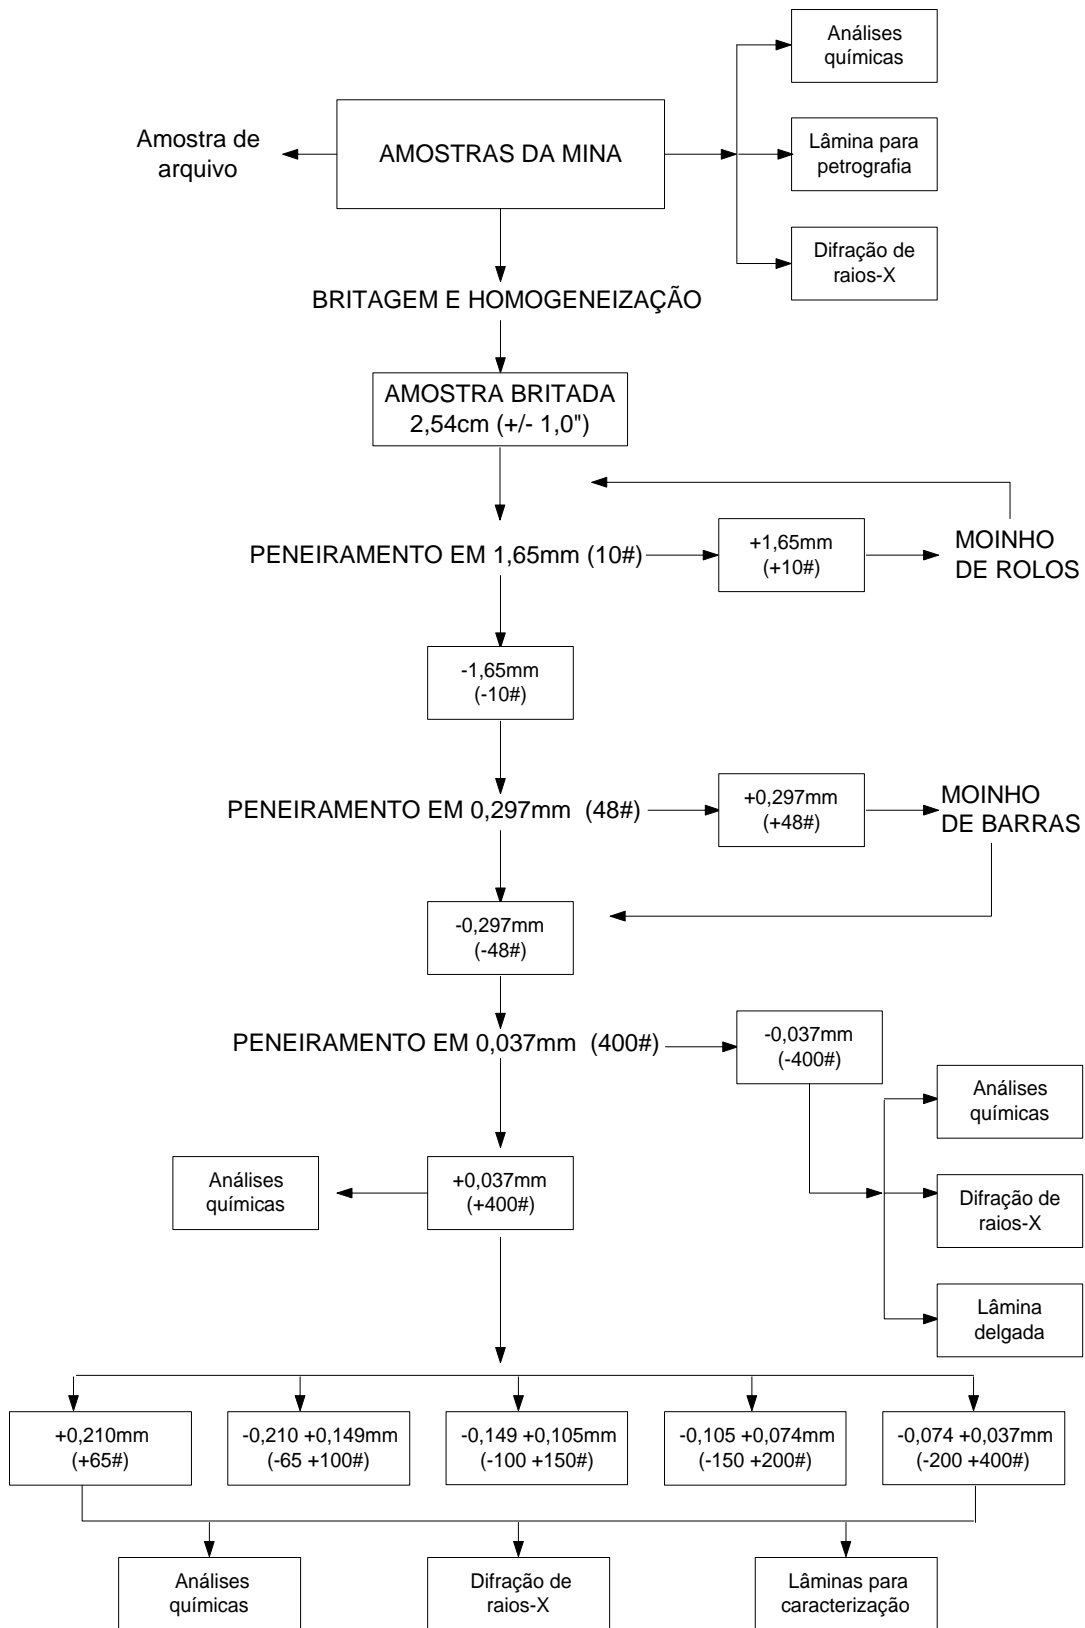 Análises
químicas
Amostra de
arquivo
AMOSTRAS DA MINA
Lâmina para
petrografia
Difração de
raios-X
BRITAGEM E HOMOGENEIZAÇÃO
AMOSTRA BRITADA
2,54cm (+/- 1,0")
PENEIRAMENTO EM 1,65mm (10#)
+1,65mm
(+10#)
MOINHO
DE ROLOS
-1,65mm
(-10#)
PENEIRAMENTO EM 0,297mm (48#)
+0,297mm
(+48#)
MOINHO
DE BARRAS
-0,297mm
(-48#)
PENEIRAMENTO EM 0,037mm (400#)
-0,037mm
(-400#)
Análises
químicas
Difração de
raios-X
Lâmina
delgada
Análises
químicas
+0,037mm
(+400#)
+0,210mm
(+65#)
-0,210 +0,149mm
(-65 +100#)
-0,149 +0,105mm
(-100 +150#)
-0,105 +0,074mm
(-150 +200#)
-0,074 +0,037mm
(-200 +400#)
Análises
químicas
Difração de
raios-X
Lâminas para
caracterização